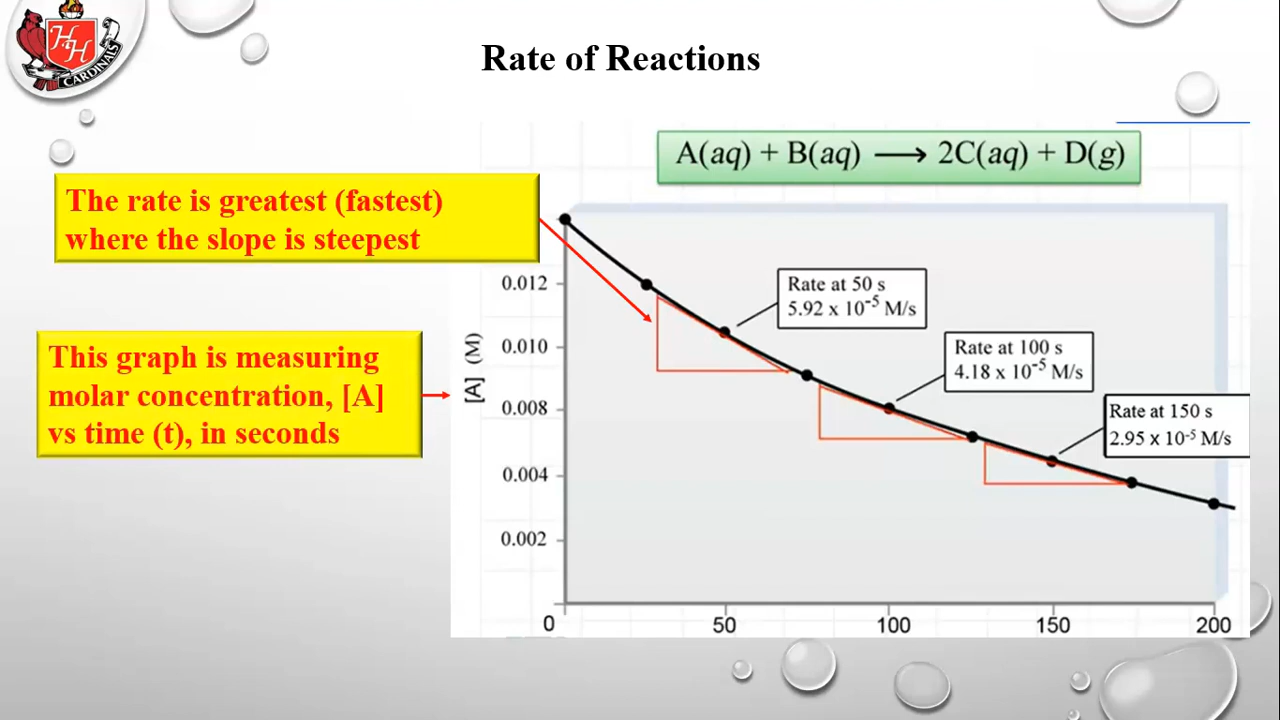 HH
CARDINALS
Rate of Reactions
A(aq) + B(aq) ⟶ 2C(aq) + D(g)
The rate is greatest (fastest)
where the slope is steepest
This graph is measuring
molar concentration, [A]
vs time (t), in seconds
[A] (M)
0.012
0.010
0.008
0.004
0.002
Rate at 50 s
5.92 x 10⁻⁵ M/s
Rate at 100 s
4.18 x 10⁻⁵ M/s
Rate at 150 s
2.95 x 10⁻⁵ M/s
0 50 100 150 200